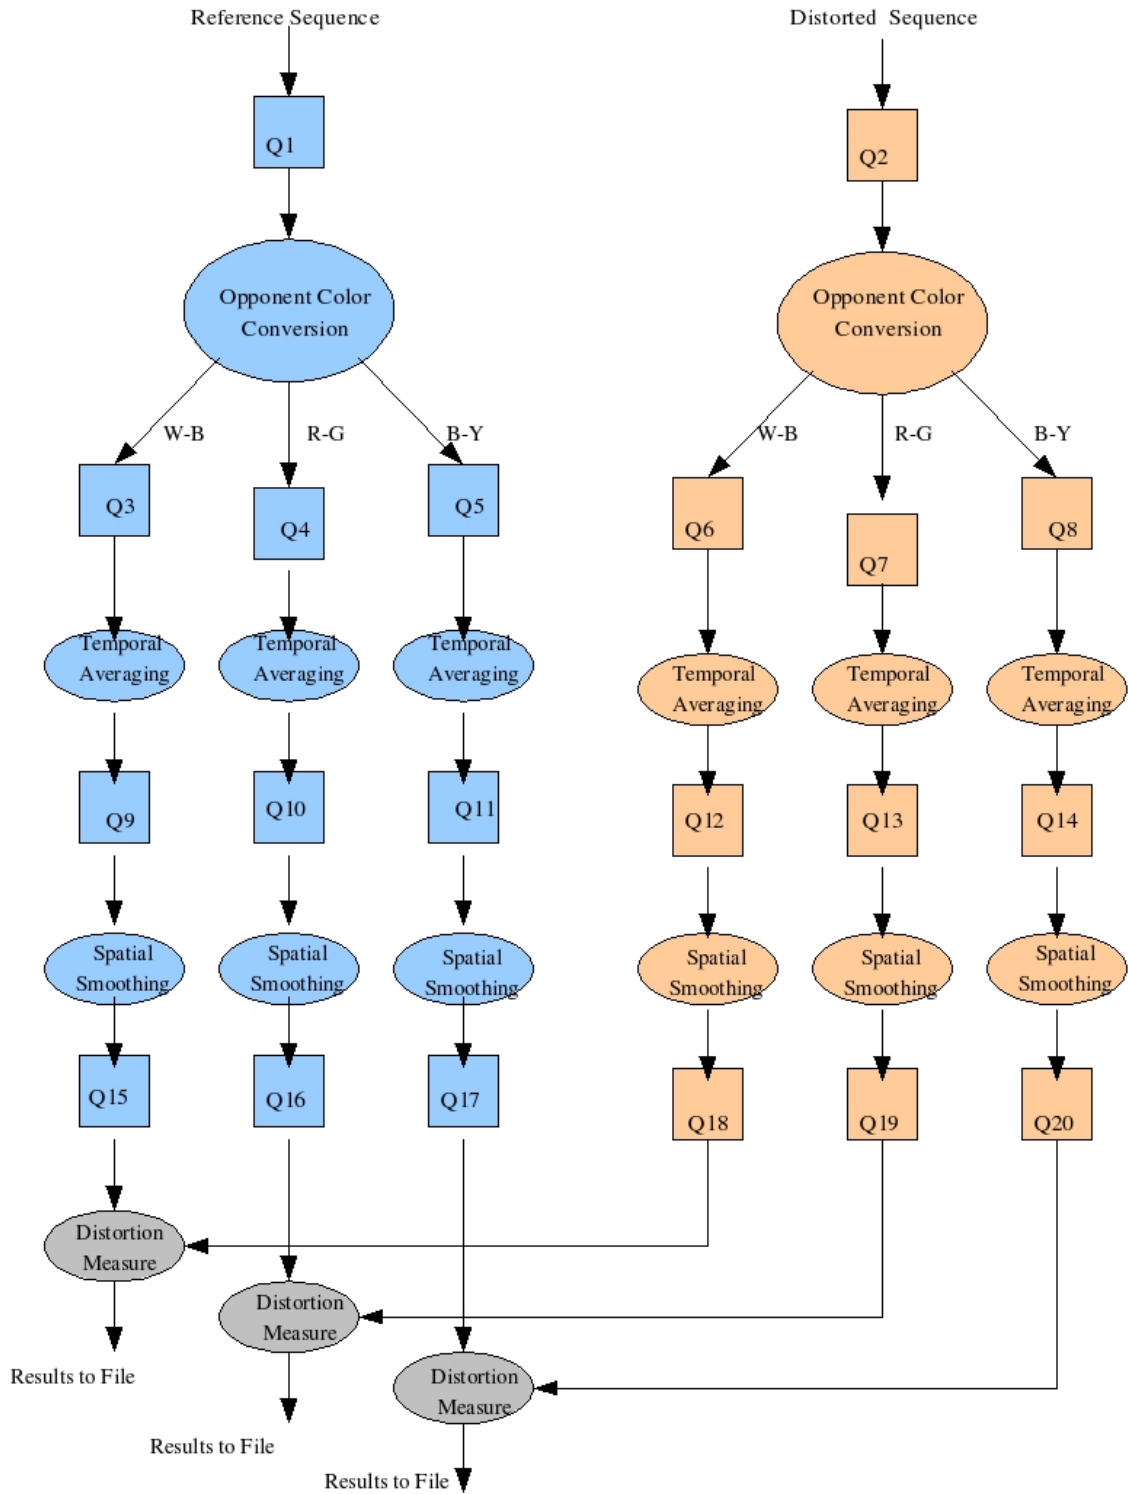 Reference Sequence
Distorted  Sequence
Q1
Q2
Opponent Color
Conversion
Opponent Color
Conversion
W-B
R-G
B-Y
W-B
R-G
B-Y
Q3
Q4
Q5
Q6
Q7
Q8
Temporal
Averaging
Temporal
Averaging
Temporal
Averaging
Temporal
Averaging
Temporal
Averaging
Temporal
Averaging
Q9
Q10
Q11
Q12
Q13
Q14
Spatial
Smoothing
Spatial
Smoothing
Spatial
Smoothing
Spatial
Smoothing
Spatial
Smoothing
Spatial
Smoothing
Q15
Q16
Q17
Q18
Q19
Q20
Distortion
Measure
Distortion
Measure
Distortion
Measure
Results to File
Results to File
Results to File